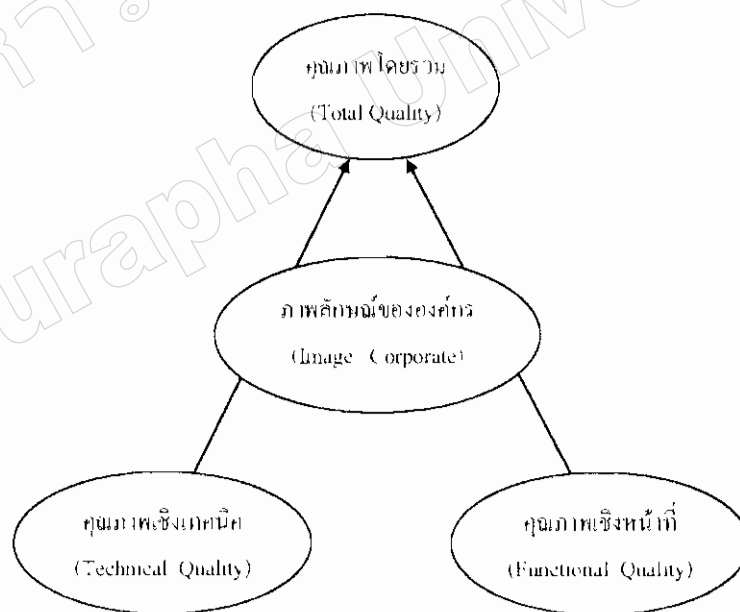 คุณภาพโดยรวม
(Total Quality)
ภาพลักษณ์ขององค์กร
(Image Corporate)
คุณภาพเชิงเทคนิค
(Technical Quality)
คุณภาพเชิงหน้าที่
(Functional Quality)
urapha Unive